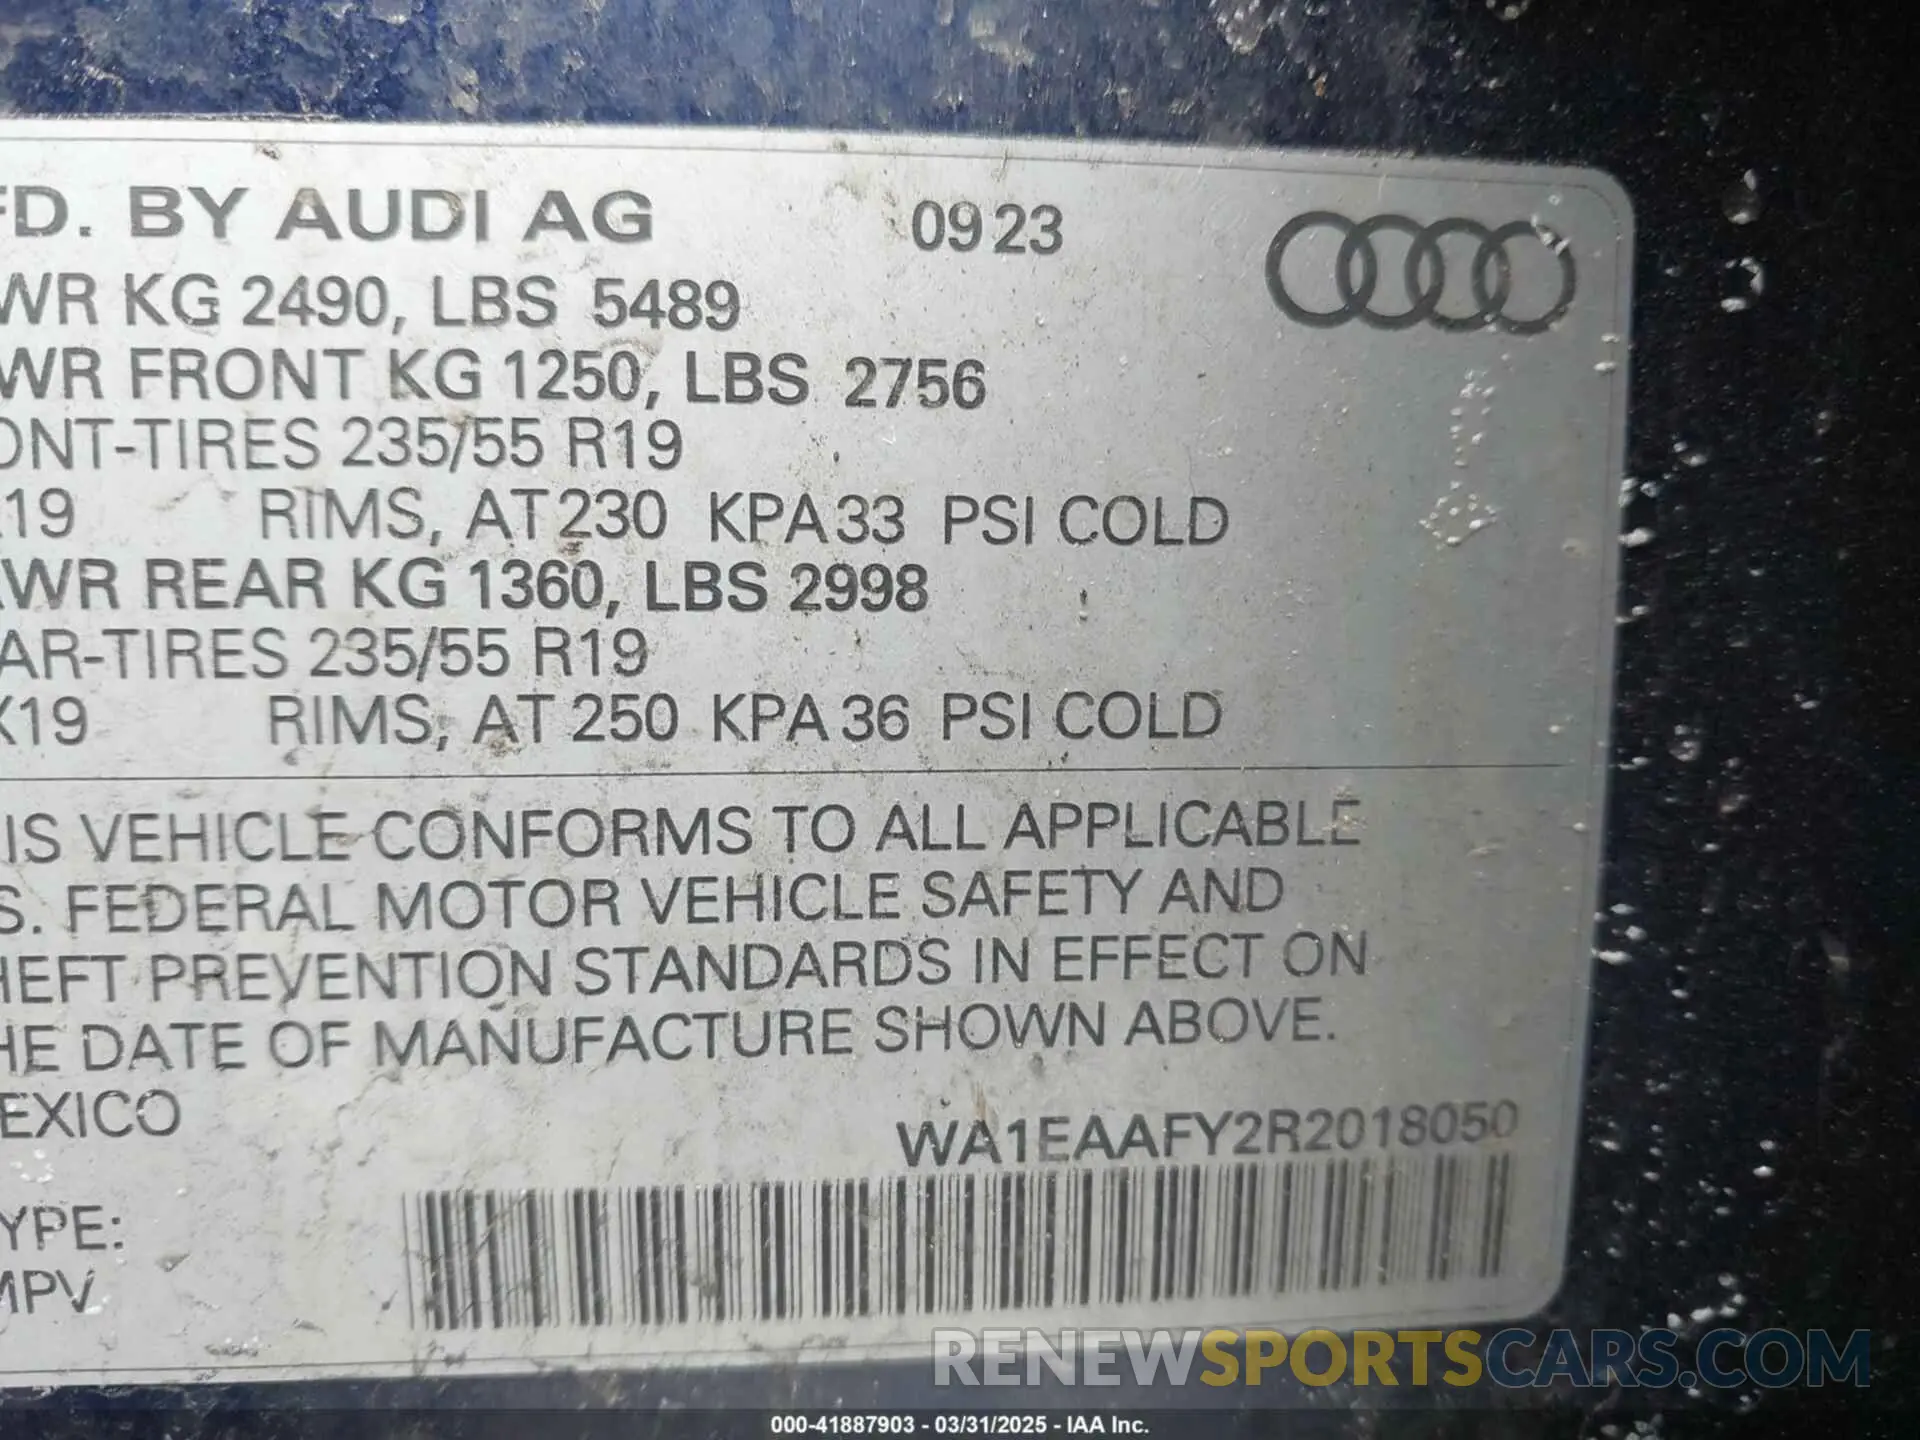 FD. BY AUDI AG 09 23
WR KG 2490, LBS 5489
WR FRONT KG 1250, LBS 2756
ONT-TIRES 235/55 R19
19 RIMS, AT 230 KPA 33 PSI COLD
WR REAR KG 1360, LBS 2998
AR-TIRES 235/55 R19
X19 RIMS, AT 250 KPA 36 PSI COLD
IS VEHICLE CONFORMS TO ALL APPLICABLE
S. FEDERAL MOTOR VEHICLE SAFETY AND
HEFT PREVENTION STANDARDS IN EFFECT ON
HE DATE OF MANUFACTURE SHOWN ABOVE.
EXICO
WA1EAAFY2R2018050
YPE:
MPV
RENEWSPORTSCARS.COM
000-41887903 - 03/31/2025 - IAA Inc.